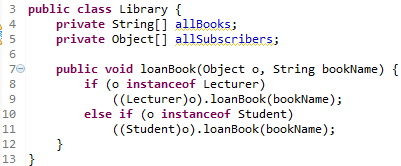 3 public class Library {
4     private String[] allBooks;
5     private Object[] allSubscribers;
6
7     public void loanBook(Object o, String bookName) {
8         if (o instanceof Lecturer)
9             ((Lecturer)o).loanBook(bookName);
10         else if (o instanceof Student)
11             ((Student)o).loanBook(bookName);
12     }
13 }